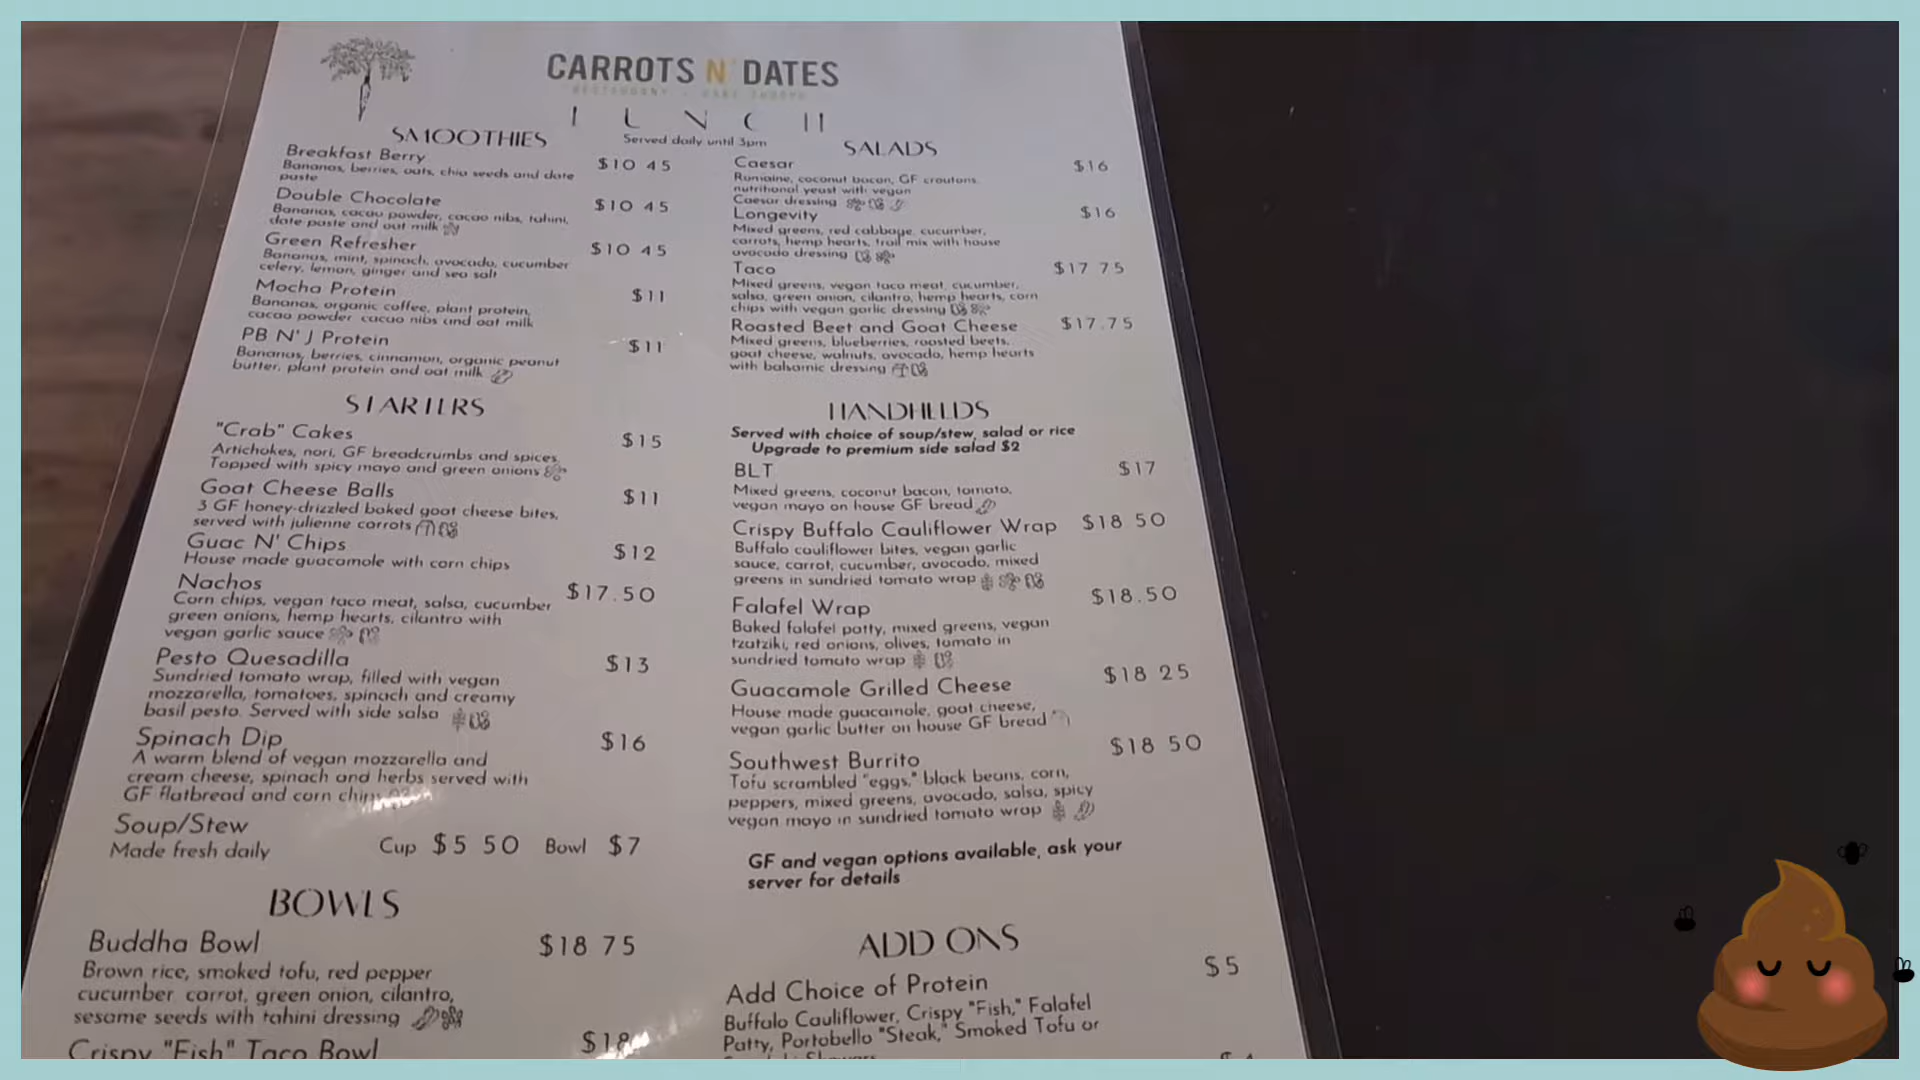 CARROTS N' DATES
LUNCH
Served daily until 3pm
SMOOTHIES
Breakfast Berry $10.45
Bananas, berries, oats, chia seeds and date
paste
Double Chocolate $10.45
Bananas, cacao powder, cacao nibs, tahini,
date paste and oat milk
Green Refresher $10.45
Bananas, mint, spinach, avocado, cucumber
celery, lemon, ginger and sea salt
Mocha Protein $11
Bananas, organic coffee, plant protein,
cacao powder cacao nibs and oat milk
PB N' J Protein $11
Bananas, berries, cinnamon, organic peanut
butter, plant protein and oat milk
STARTERS
"Crab" Cakes $15
Artichokes, nori, GF breadcrumbs and spices.
Topped with spicy mayo and green onions
Goat Cheese Balls $11
3 GF honey-drizzled baked goat cheese bites,
served with julienne carrots
Guac N' Chips $12
House made guacamole with corn chips
Nachos $17.50
Corn chips, vegan taco meat, salsa, cucumber
green onions, hemp hearts, cilantro with
vegan garlic sauce
Pesto Quesadilla $13
Sundried tomato wrap, filled with vegan
mozzarella, tomatoes, spinach and creamy
basil pesto. Served with side salsa
Spinach Dip $16
A warm blend of vegan mozzarella and
cream cheese, spinach and herbs served with
GF flatbread and corn chips
Soup/Stew
Made fresh daily Cup $5.50 Bowl $7
BOWLS
Buddha Bowl $18.75
Brown rice, smoked tofu, red pepper
cucumber carrot, green onion, cilantro,
sesame seeds with tahini dressing
Crispy "Fish" Taco Bowl $18
SALADS
Caesar $16
Romaine, coconut bacon, GF croutons,
nutritional yeast with vegan
Caesar dressing
Longevity $16
Mixed greens, red cabbage, cucumber,
carrots, hemp hearts, trail mix with house
avocado dressing
Taco $17.75
Mixed greens, vegan taco meat, cucumber,
salsa, green onion, cilantro, hemp hearts, corn
chips with vegan garlic dressing
Roasted Beet and Goat Cheese $17.75
Mixed greens, blueberries, roasted beets,
goat cheese, walnuts, avocado, hemp hearts
with balsamic dressing
HANDHELDS
Served with choice of soup/stew, salad or rice
Upgrade to premium side salad $2
BLT $17
Mixed greens, coconut bacon, tomato,
vegan mayo on house GF bread
Crispy Buffalo Cauliflower Wrap $18.50
Buffalo cauliflower bites, vegan garlic
sauce, carrot, cucumber, avocado, mixed
greens in sundried tomato wrap
Falafel Wrap $18.50
Baked falafel patty, mixed greens, vegan
tzatziki, red onions, olives, tomato in
sundried tomato wrap
Guacamole Grilled Cheese $18.25
House made guacamole, goat cheese,
vegan garlic butter on house GF bread
Southwest Burrito $18.50
Tofu scrambled "eggs," black beans, corn,
peppers, mixed greens, avocado, salsa, spicy
vegan mayo in sundried tomato wrap
GF and vegan options available, ask your
server for details
ADD ONS
Add Choice of Protein $5
Buffalo Cauliflower, Crispy "Fish," Falafel
Patty, Portobello "Steak," Smoked Tofu or